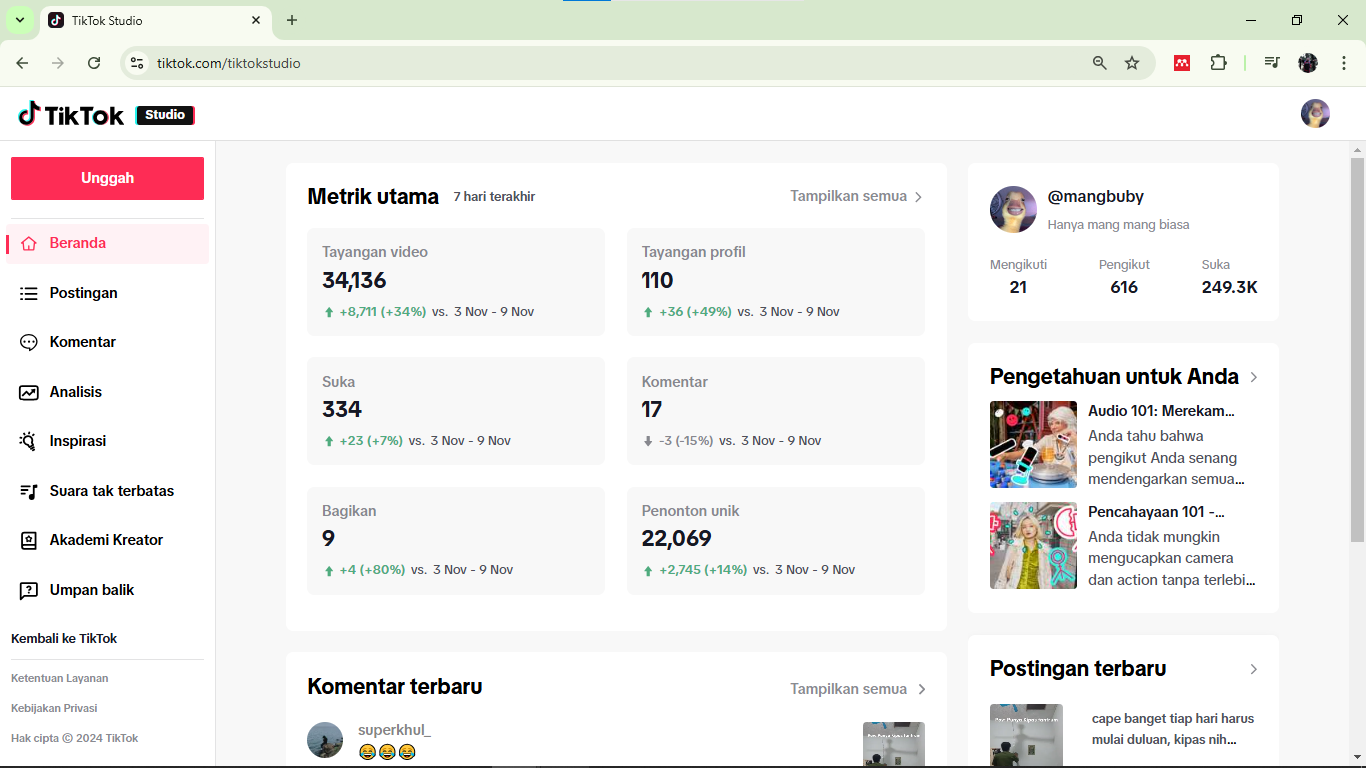 TikTok Studio
tiktok.com/tiktokstudio
TikTok Studio
Unggah
Beranda
Postingan
Komentar
Analisis
Inspirasi
Suara tak terbatas
Akademi Kreator
Umpan balik
Kembali ke TikTok
Ketentuan Layanan
Kebijakan Privasi
Hak cipta © 2024 TikTok
Metrik utama 7 hari terakhir Tampilkan semua
Tayangan video
34,136
+8,711 (+34%) vs. 3 Nov - 9 Nov
Tayangan profil
110
+36 (+49%) vs. 3 Nov - 9 Nov
Suka
334
+23 (+7%) vs. 3 Nov - 9 Nov
Komentar
17
-3 (-15%) vs. 3 Nov - 9 Nov
Bagikan
9
+4 (+80%) vs. 3 Nov - 9 Nov
Penonton unik
22,069
+2,745 (+14%) vs. 3 Nov - 9 Nov
Komentar terbaru Tampilkan semua
superkhul_
😂😂😂
Pov: Punya Kipas tantrum
@mangbuby
Hanya mang mang biasa
Mengikuti Pengikut Suka
21 616 249.3K
Pengetahuan untuk Anda
Audio 101: Merekam...
Anda tahu bahwa
pengikut Anda senang
mendengarkan semua...
Pencahayaan 101 -...
Anda tidak mungkin
mengucapkan camera
dan action tanpa terlebi...
Postingan terbaru
Pov: Punya Kipas tantrum
cape banget tiap hari harus
mulai duluan, kipas nih...